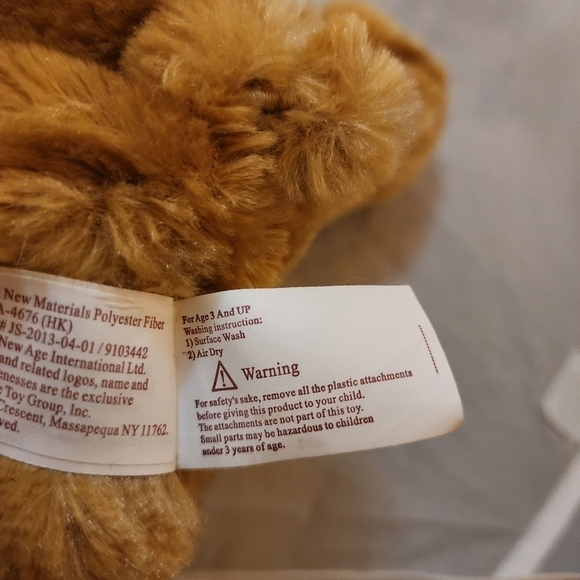 New Materials Polyester Fiber
A-4676 (HK)
# JS-2013-04-01 / 9103442
New Age International Ltd.
and related logos, name and
enesses are the exclusive
e Toy Group, Inc.
Crescent, Massapequa NY 11762.
ved.
For Age 3 And UP
Washing instruction:
1) Surface Wash
2) Air Dry
Warning
For safety's sake, remove all the plastic attachments
before giving this product to your child.
The attachments are not part of this toy.
Small parts may be hazardous to children
under 3 years of age.